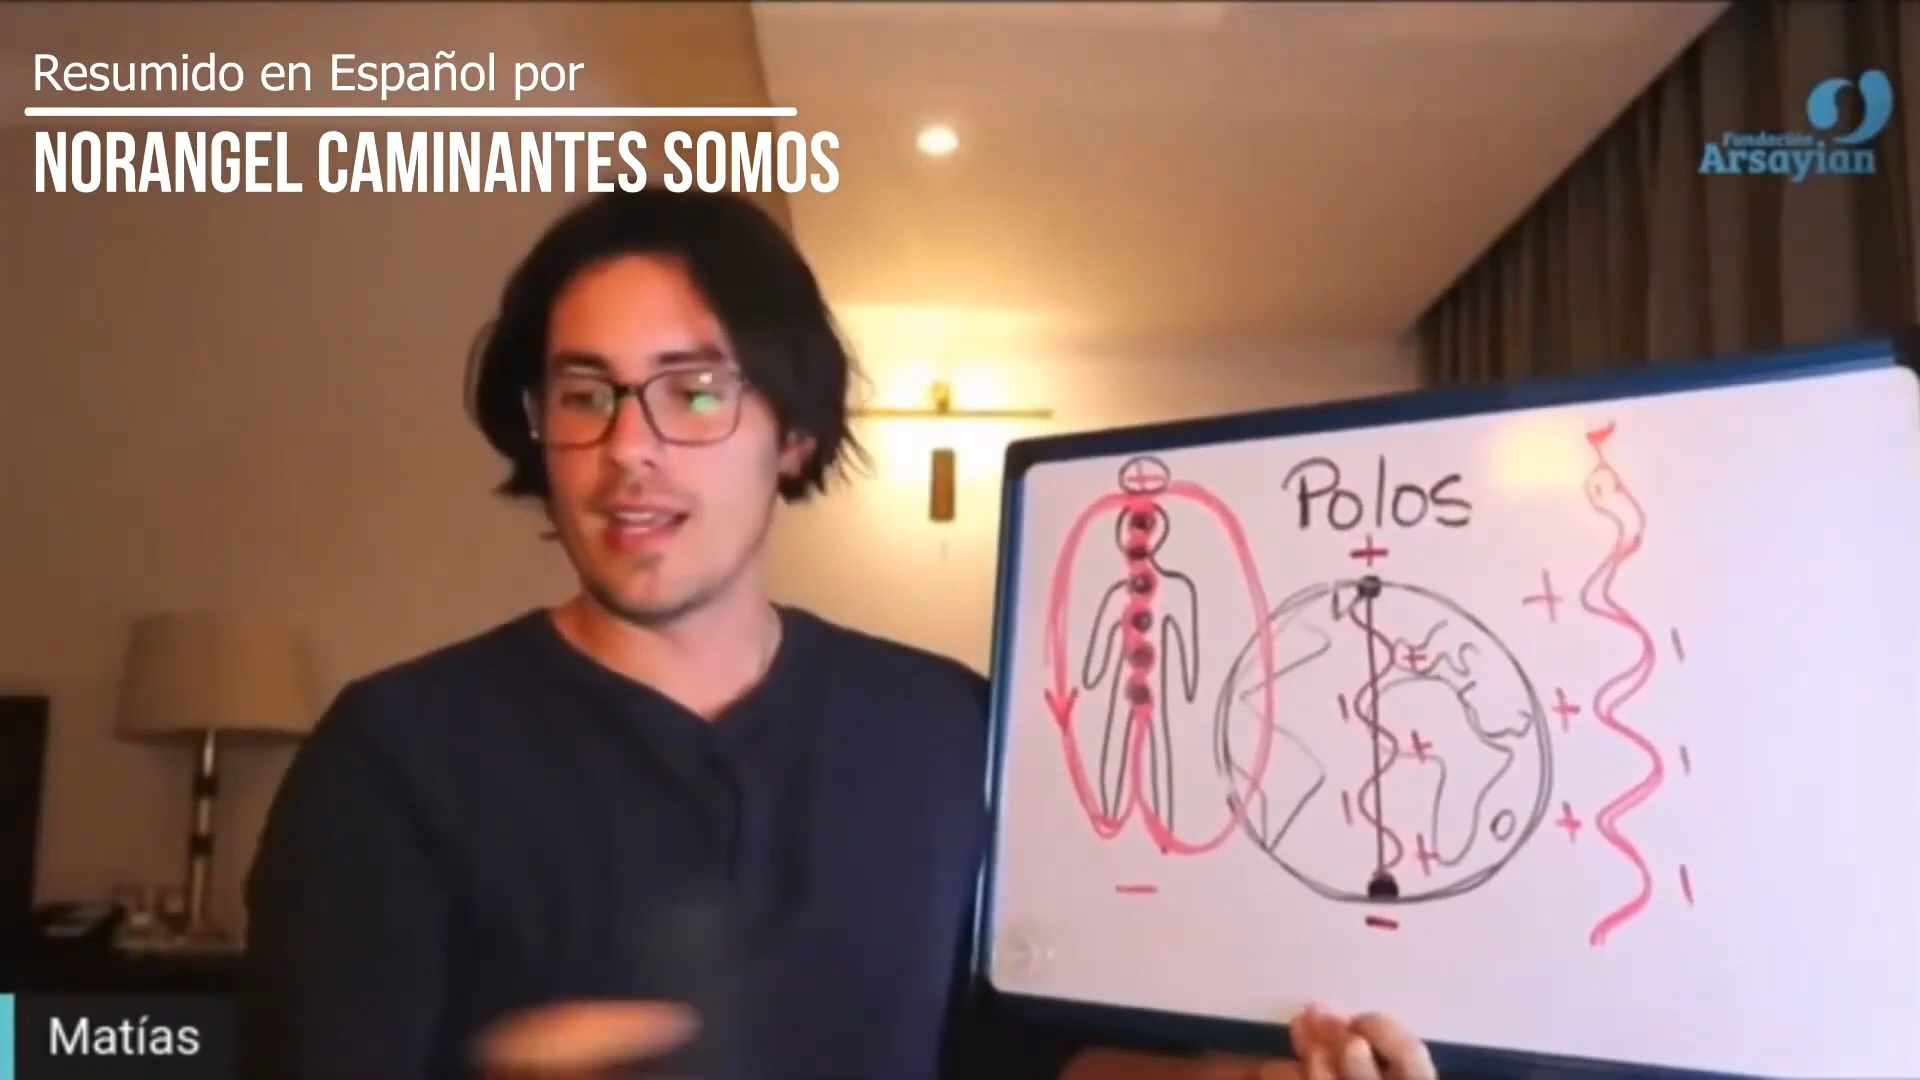 Resumido en Español por
NORANGEL CAMINANTES SOMOS
Fundación
Arsayian
Polos
+
+
+
+
+
+
+
+
-
-
Matías